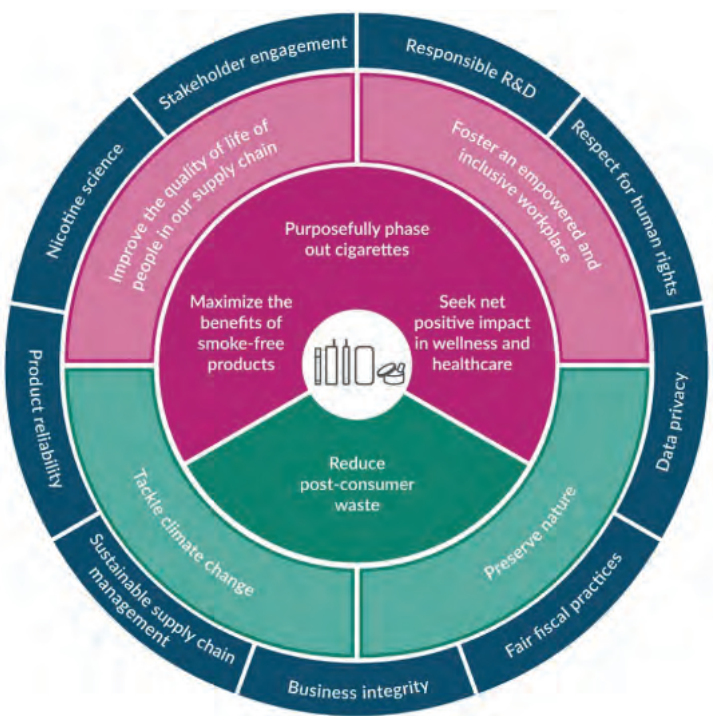 Stakeholder engagement
Responsible R&D
Respect for human rights
Data privacy
Fair fiscal practices
Business integrity
Sustainable supply chain
management
Product reliability
Nicotine science
Improve the quality of life of
people in our supply chain
Foster an empowered and
inclusive workplace
Preserve nature
Tackle climate change
Purposefully phase
out cigarettes
Maximize the
benefits of
smoke-free
products
Seek net
positive impact
in wellness and
healthcare
Reduce
post-consumer
waste